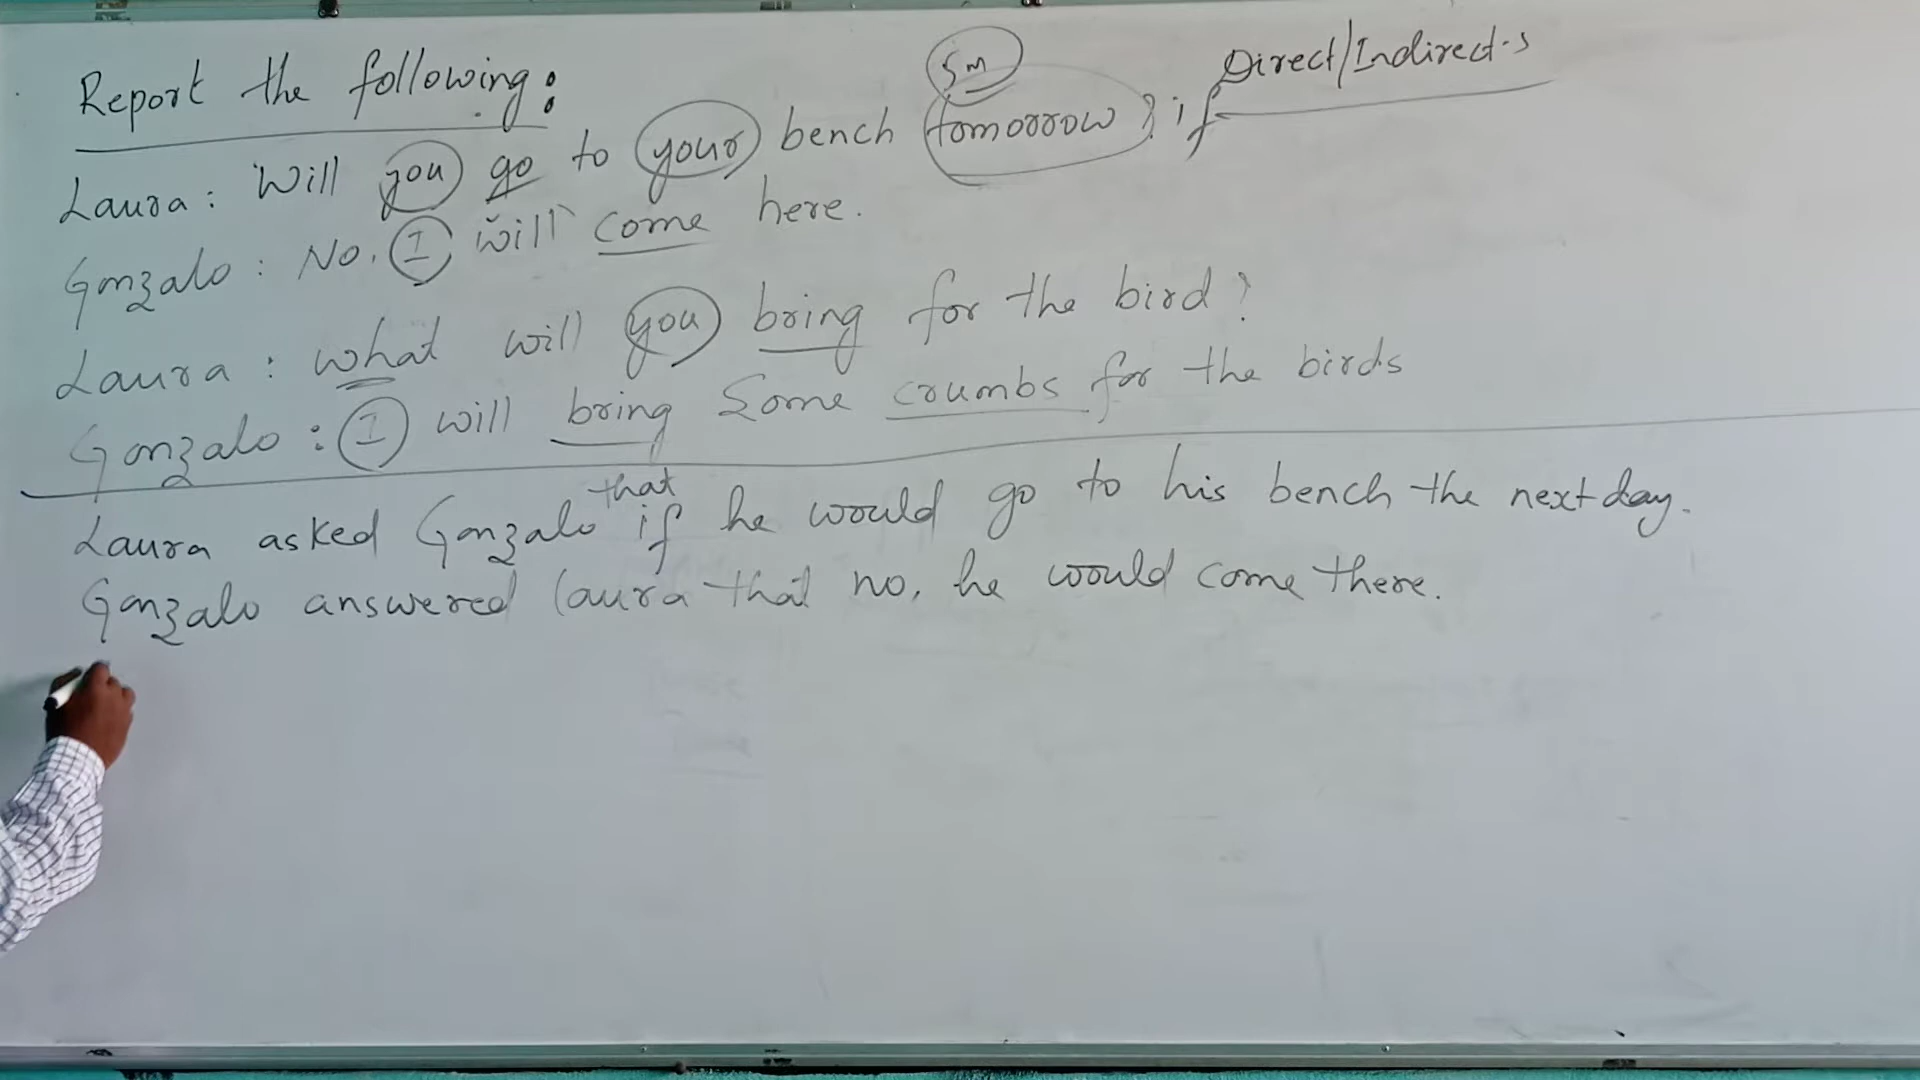 Direct/Indirect.s
Report the following:
5m
Laura: Will you go to your bench tomorrow? if
Gonzalo: No. I will come here.
Laura: what will you bring for the bird?
Gonzalo: I will bring Some crumbs for the birds
that
Laura asked Gonzalo if he would go to his bench the next day.
Gonzalo answered Laura that no, he would come there.